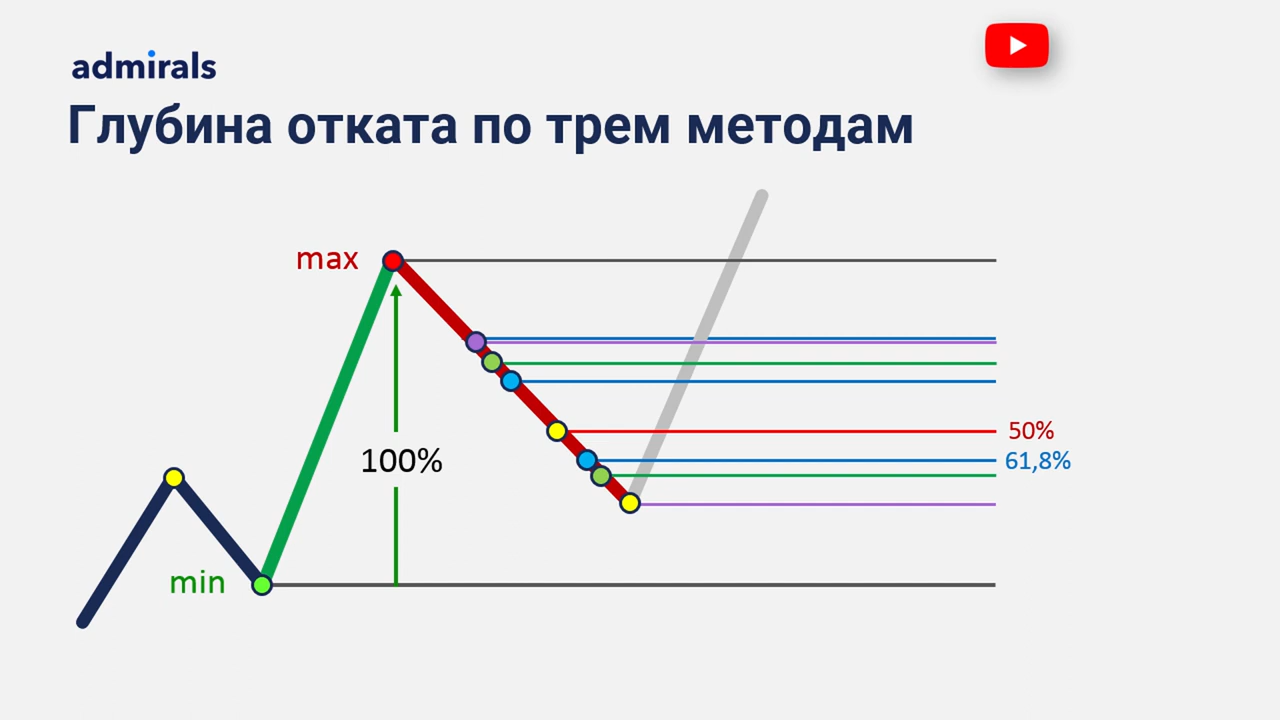 admirals
Глубина отката по трем методам
max
100%
50%
61,8%
min